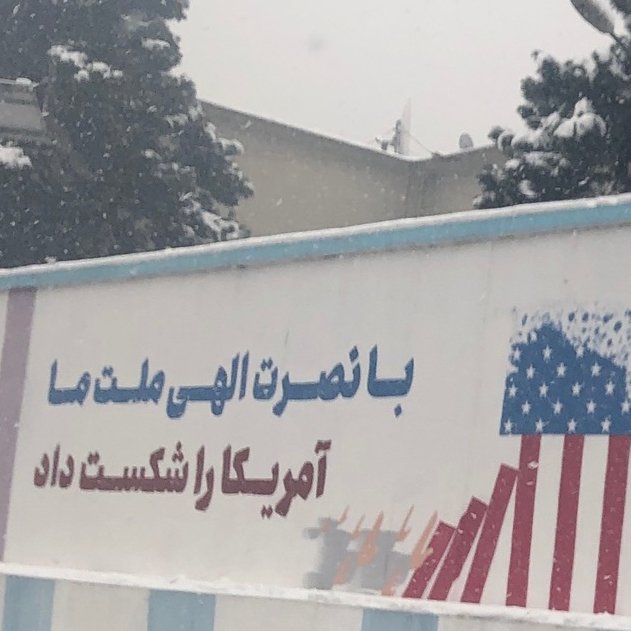 با نصرت الهی ملت ما
آمریکا را شکست داد